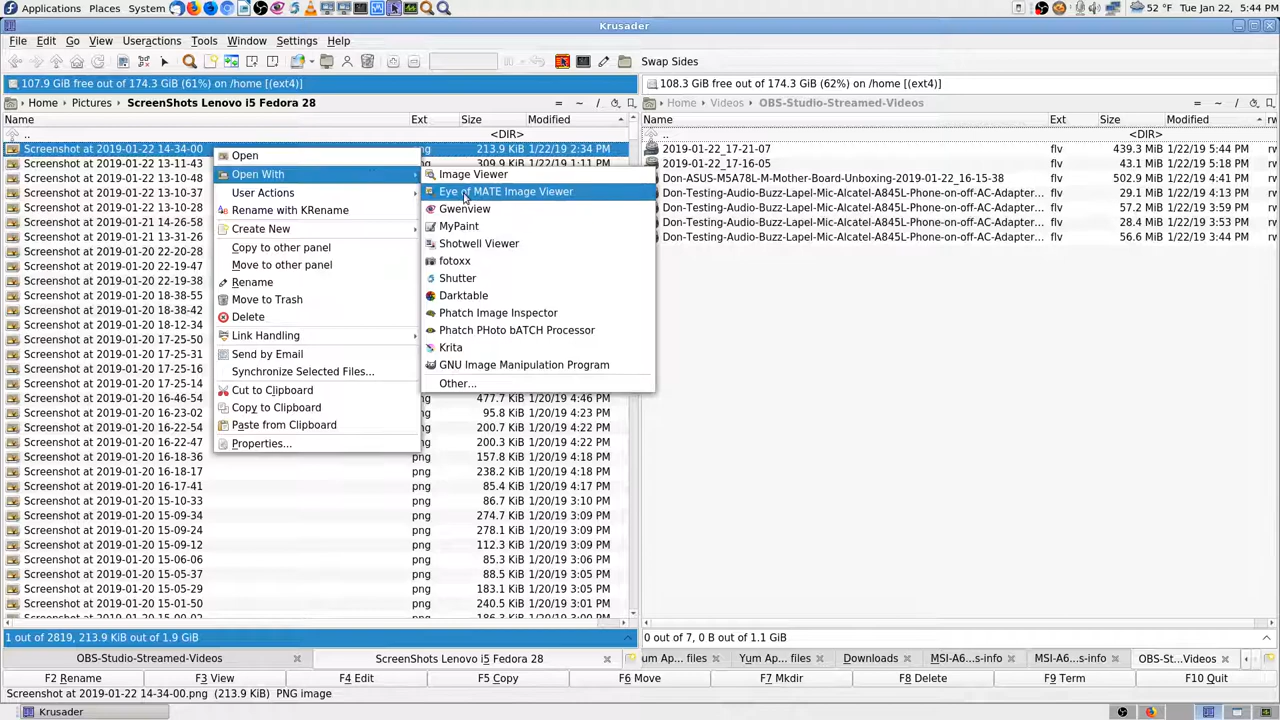 Applications Places System 52 °F Tue Jan 22, 5:44 PM
Krusader
File Edit Go View Useractions Tools Window Settings Help
Swap Sides
107.9 GiB free out of 174.3 GiB (61%) on /home [(ext4)]
108.3 GiB free out of 174.3 GiB (62%) on /home [(ext4)]
Home Pictures ScreenShots Lenovo i5 Fedora 28 = ~ /
Home Videos OBS-Studio-Streamed-Videos = ~ /
Name Ext Size Modified
Name Ext Size Modified rw
.. <DIR>
.. <DIR>
Screenshot at 2019-01-22 14-34-00 png 213.9 KiB 1/22/19 2:34 PM
2019-01-22_17-21-07 flv 439.3 MiB 1/22/19 5:44 PM rw
Screenshot at 2019-01-22 13-11-43 png 309.9 KiB 1/22/19 1:11 PM
2019-01-22_17-16-05 flv 43.1 MiB 1/22/19 5:18 PM rw
Screenshot at 2019-01-22 13-10-48
Don-ASUS-M5A78L-M-Mother-Board-Unboxing-2019-01-22_16-15-38 flv 502.9 MiB 1/22/19 4:41 PM rw
Screenshot at 2019-01-22 13-10-37
Don-Testing-Audio-Buzz-Lapel-Mic-Alcatel-A845L-Phone-on-off-AC-Adapter... flv 29.1 MiB 1/22/19 4:03 PM rw
Screenshot at 2019-01-22 13-10-26
Don-Testing-Audio-Buzz-Lapel-Mic-Alcatel-A845L-Phone-on-off-AC-Adapter... flv 57.2 MiB 1/22/19 3:59 PM rw
Screenshot at 2019-01-21 14-26-58
Don-Testing-Audio-Buzz-Lapel-Mic-Alcatel-A845L-Phone-on-off-AC-Adapter... flv 28.4 MiB 1/22/19 3:53 PM rw
Screenshot at 2019-01-20 22-51-18
Don-Testing-Audio-Buzz-Lapel-Mic-Alcatel-A845L-Phone-on-off-AC-Adapter... flv 56.6 MiB 1/22/19 3:44 PM rw
Screenshot at 2019-01-20 22-20-28
Screenshot at 2019-01-20 22-19-47
Screenshot at 2019-01-20 22-19-38
Screenshot at 2019-01-20 18-38-55
Screenshot at 2019-01-20 18-38-42
Screenshot at 2019-01-20 18-12-34
Screenshot at 2019-01-20 17-25-50
Screenshot at 2019-01-20 17-25-31
Screenshot at 2019-01-20 17-25-23
Screenshot at 2019-01-20 17-25-14
Screenshot at 2019-01-20 16-46-54 477.7 KiB 1/20/19 4:46 PM
Screenshot at 2019-01-20 16-23-02 95.8 KiB 1/20/19 4:23 PM
Screenshot at 2019-01-20 16-22-54 200.7 KiB 1/20/19 4:22 PM
Screenshot at 2019-01-20 16-22-47 200.3 KiB 1/20/19 4:22 PM
Screenshot at 2019-01-20 16-18-36 png 157.8 KiB 1/20/19 4:18 PM
Screenshot at 2019-01-20 16-18-17 png 238.2 KiB 1/20/19 4:18 PM
Screenshot at 2019-01-20 16-17-41 png 85.4 KiB 1/20/19 4:17 PM
Screenshot at 2019-01-20 15-10-33 png 86.7 KiB 1/20/19 3:10 PM
Screenshot at 2019-01-20 15-09-34 png 274.7 KiB 1/20/19 3:09 PM
Screenshot at 2019-01-20 15-09-24 png 278.1 KiB 1/20/19 3:09 PM
Screenshot at 2019-01-20 15-09-12 png 112.3 KiB 1/20/19 3:09 PM
Screenshot at 2019-01-20 15-06-06 png 85.3 KiB 1/20/19 3:06 PM
Screenshot at 2019-01-20 15-05-37 png 88.5 KiB 1/20/19 3:05 PM
Screenshot at 2019-01-20 15-05-29 png 183.1 KiB 1/20/19 3:05 PM
Screenshot at 2019-01-20 15-01-50 png 240.5 KiB 1/20/19 3:01 PM
Screenshot at 2019-01-20 15-00-02 png 186.3 KiB 1/20/19 3:00 PM
Open
Open With
User Actions
Rename with KRename
Create New
Copy to other panel
Move to other panel
Rename
Move to Trash
Delete
Link Handling
Send by Email
Synchronize Selected Files...
Cut to Clipboard
Copy to Clipboard
Paste from Clipboard
Properties...
Image Viewer
Eye of MATE Image Viewer
Gwenview
MyPaint
Shotwell Viewer
fotoxx
Shutter
Darktable
Phatch Image Inspector
Phatch PHoto bATCH Processor
Krita
GNU Image Manipulation Program
Other...
1 out of 2819, 213.9 KiB out of 1.9 GiB
0 out of 7, 0 B out of 1.1 GiB
OBS-Studio-Streamed-Videos ScreenShots Lenovo i5 Fedora 28
um Ap... files Yum Ap... files Downloads MSI-A6...s-info MSI-A6...s-info OBS-St...Videos
F2 Rename F3 View F4 Edit F5 Copy F6 Move F7 Mkdir F8 Delete F9 Term F10 Quit
Screenshot at 2019-01-22 14-34-00.png (213.9 KiB) PNG image
Krusader